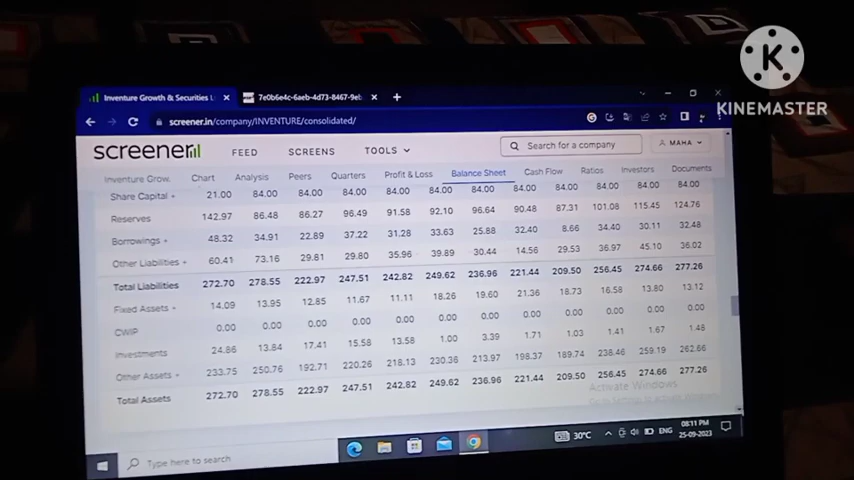 K
KINEMASTER
Inventure Growth & Securities L
7e0b6e4c-6aeb-4d73-8467-9eb
screener.in/company/INVENTURE/consolidated/
screener FEED SCREENS TOOLS Search for a company MAHA
Inventure Grow. Chart Analysis Peers Quarters Profit & Loss Balance Sheet Cash Flow Ratios Investors Documents
Share Capital + 21.00 84.00 84.00 84.00 84.00 84.00 84.00 84.00 84.00 84.00 84.00 84.00
Reserves 142.97 86.48 86.27 96.49 91.58 92.10 96.64 90.48 87.31 101.08 115.45 124.76
Borrowings + 48.32 34.91 22.89 37.22 31.28 33.63 25.88 32.40 8.66 34.40 30.11 32.48
Other Liabilities + 60.41 73.16 29.81 29.80 35.96 39.89 30.44 14.56 29.53 36.97 45.10 36.02
Total Liabilities 272.70 278.55 222.97 247.51 242.82 249.62 236.96 221.44 209.50 256.45 274.66 277.26
Fixed Assets + 14.09 13.95 12.85 11.67 11.11 18.26 19.60 21.36 18.73 16.58 13.80 13.12
CWIP 0.00 0.00 0.00 0.00 0.00 0.00 0.00 0.00 0.00 0.00 0.00 0.00
Investments 24.86 13.84 17.41 15.58 13.58 1.00 3.39 1.71 1.03 1.41 1.67 1.48
Other Assets + 233.75 250.76 192.71 220.26 218.13 230.36 213.97 198.37 189.74 238.46 259.19 262.66
Total Assets 272.70 278.55 222.97 247.51 242.82 249.62 236.96 221.44 209.50 256.45 274.66 277.26
Activate Windows
Type here to search 30°C ENG 08:11 PM
25-09-2023